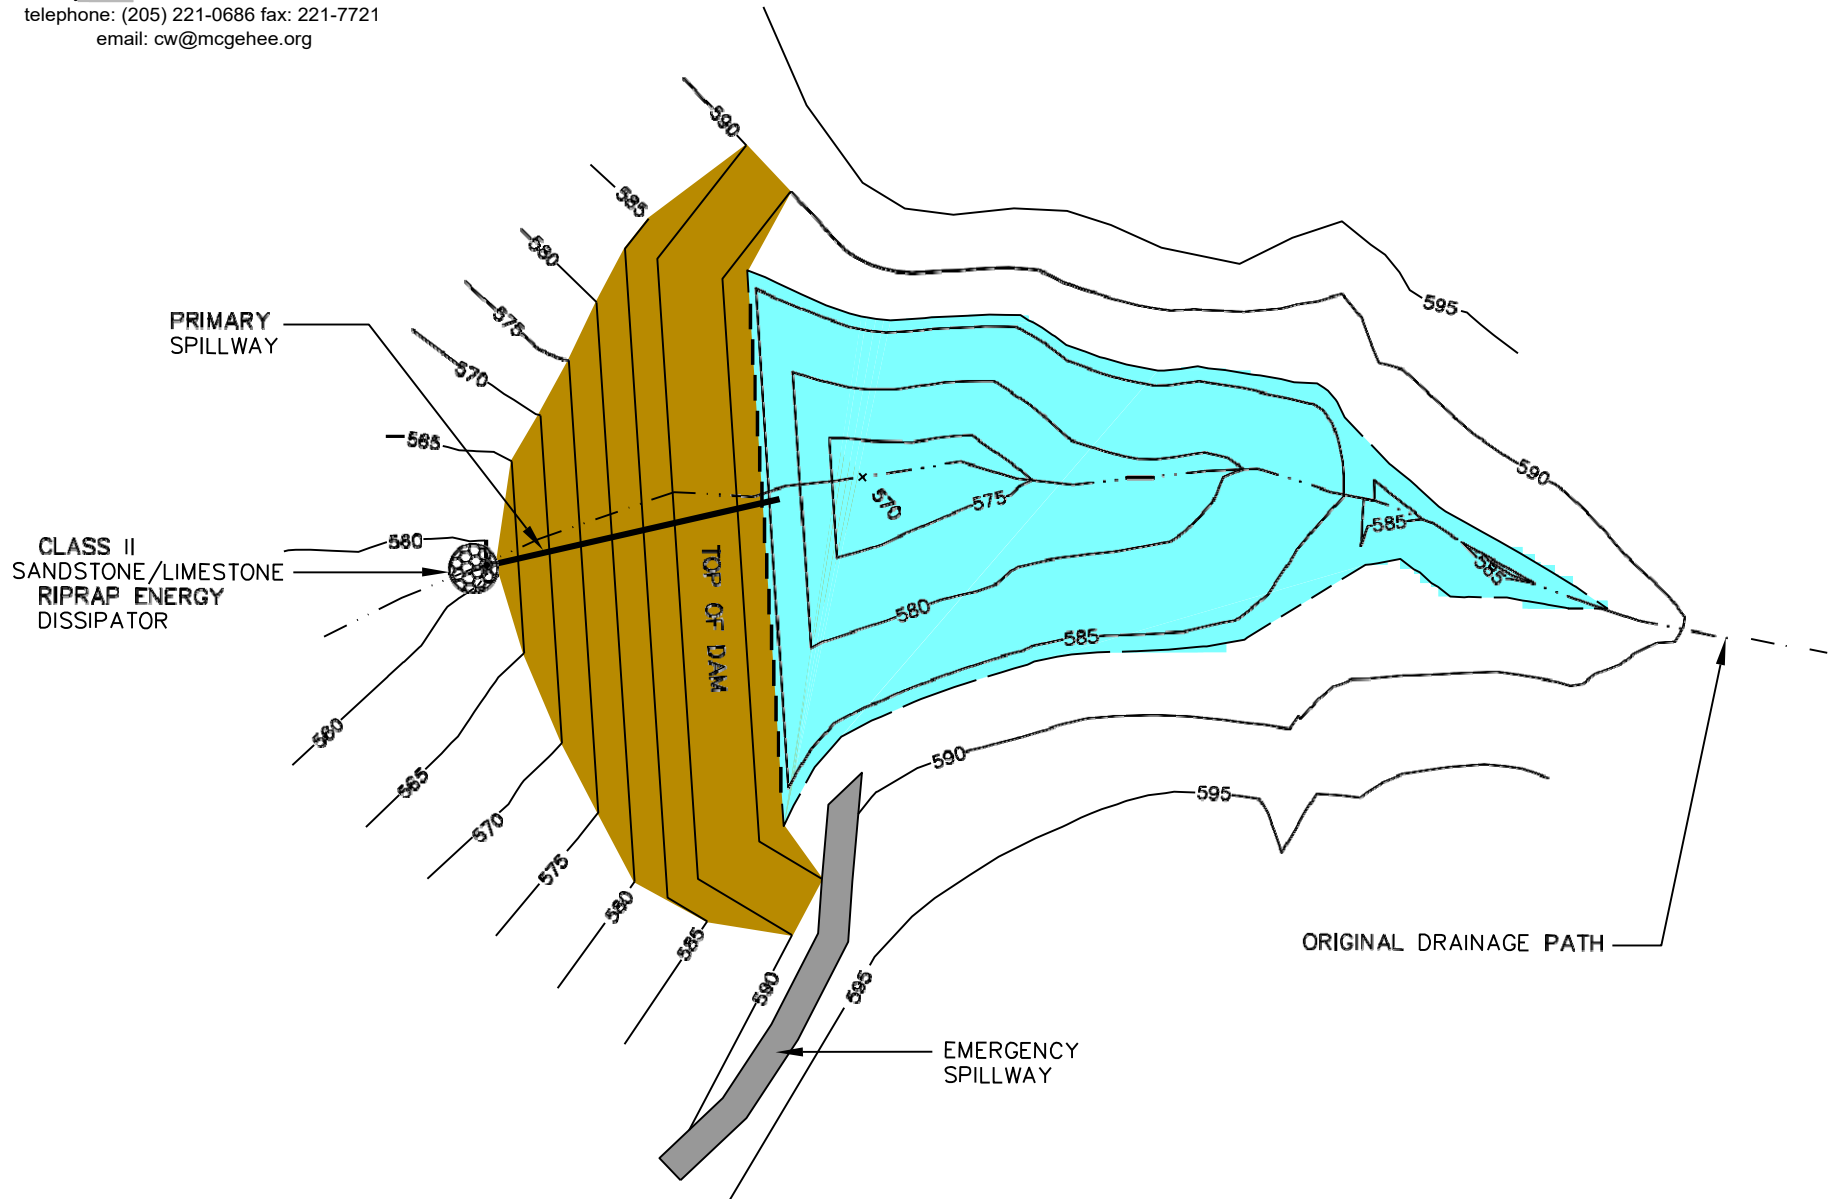 telephone: (205) 221-0686 fax: 221-7721
email: cw@mcgehee.org
590
585
580
575
570
565
PRIMARY
SPILLWAY
595
590
570
575
585
585
580
585
580
CLASS II
SANDSTONE/LIMESTONE
RIPRAP ENERGY
DISSIPATOR
TOP OF DAM
560
565
570
575
580
585
590
590
595
595
ORIGINAL DRAINAGE PATH
EMERGENCY
SPILLWAY